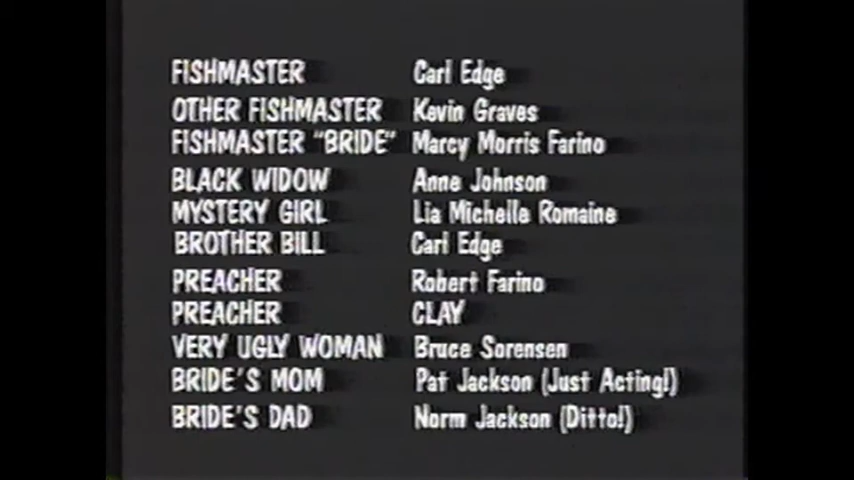 FISHMASTER Carl Edge
OTHER FISHMASTER Kevin Graves
FISHMASTER "BRIDE" Marcy Morris Farino
BLACK WIDOW Anne Johnson
MYSTERY GIRL Lia Michelle Romaine
BROTHER BILL Carl Edge
PREACHER Robert Farino
PREACHER CLAY
VERY UGLY WOMAN Bruce Sorensen
BRIDE'S MOM Pat Jackson (Just Acting!)
BRIDE'S DAD Norm Jackson (Ditto!)